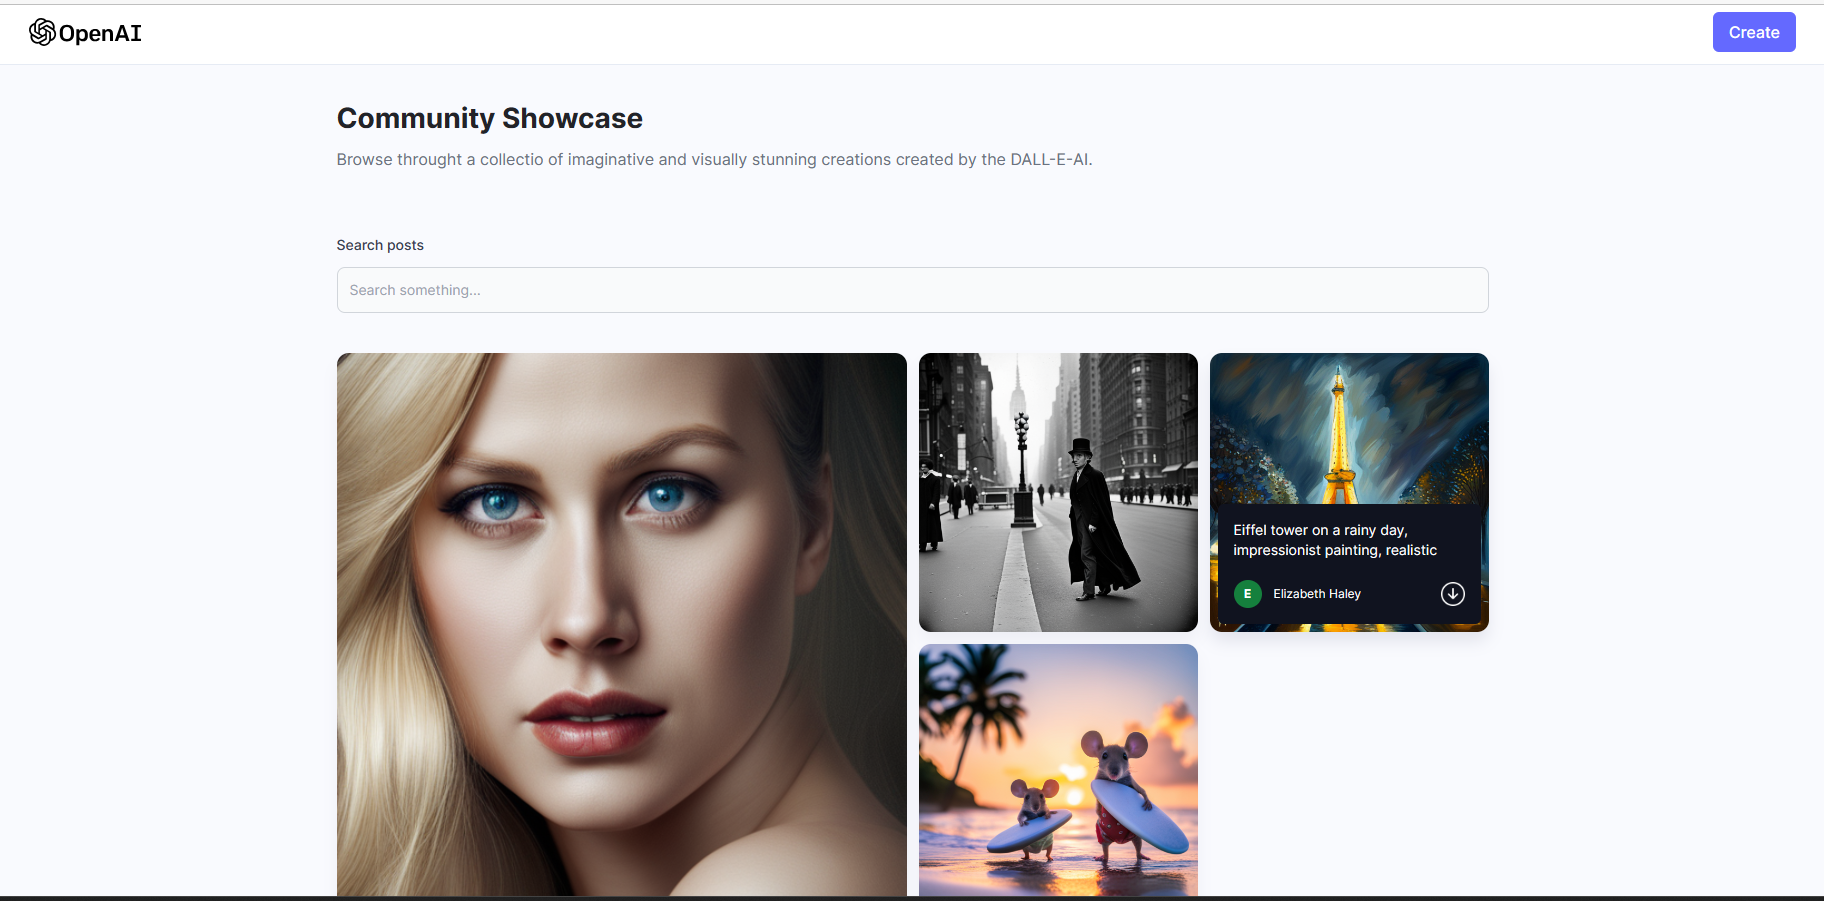 OpenAI
Create
Community Showcase
Browse throught a collectio of imaginative and visually stunning creations created by the DALL-E-AI.
Search posts
Search something...
Eiffel tower on a rainy day,
impressionist painting, realistic
E
Elizabeth Haley